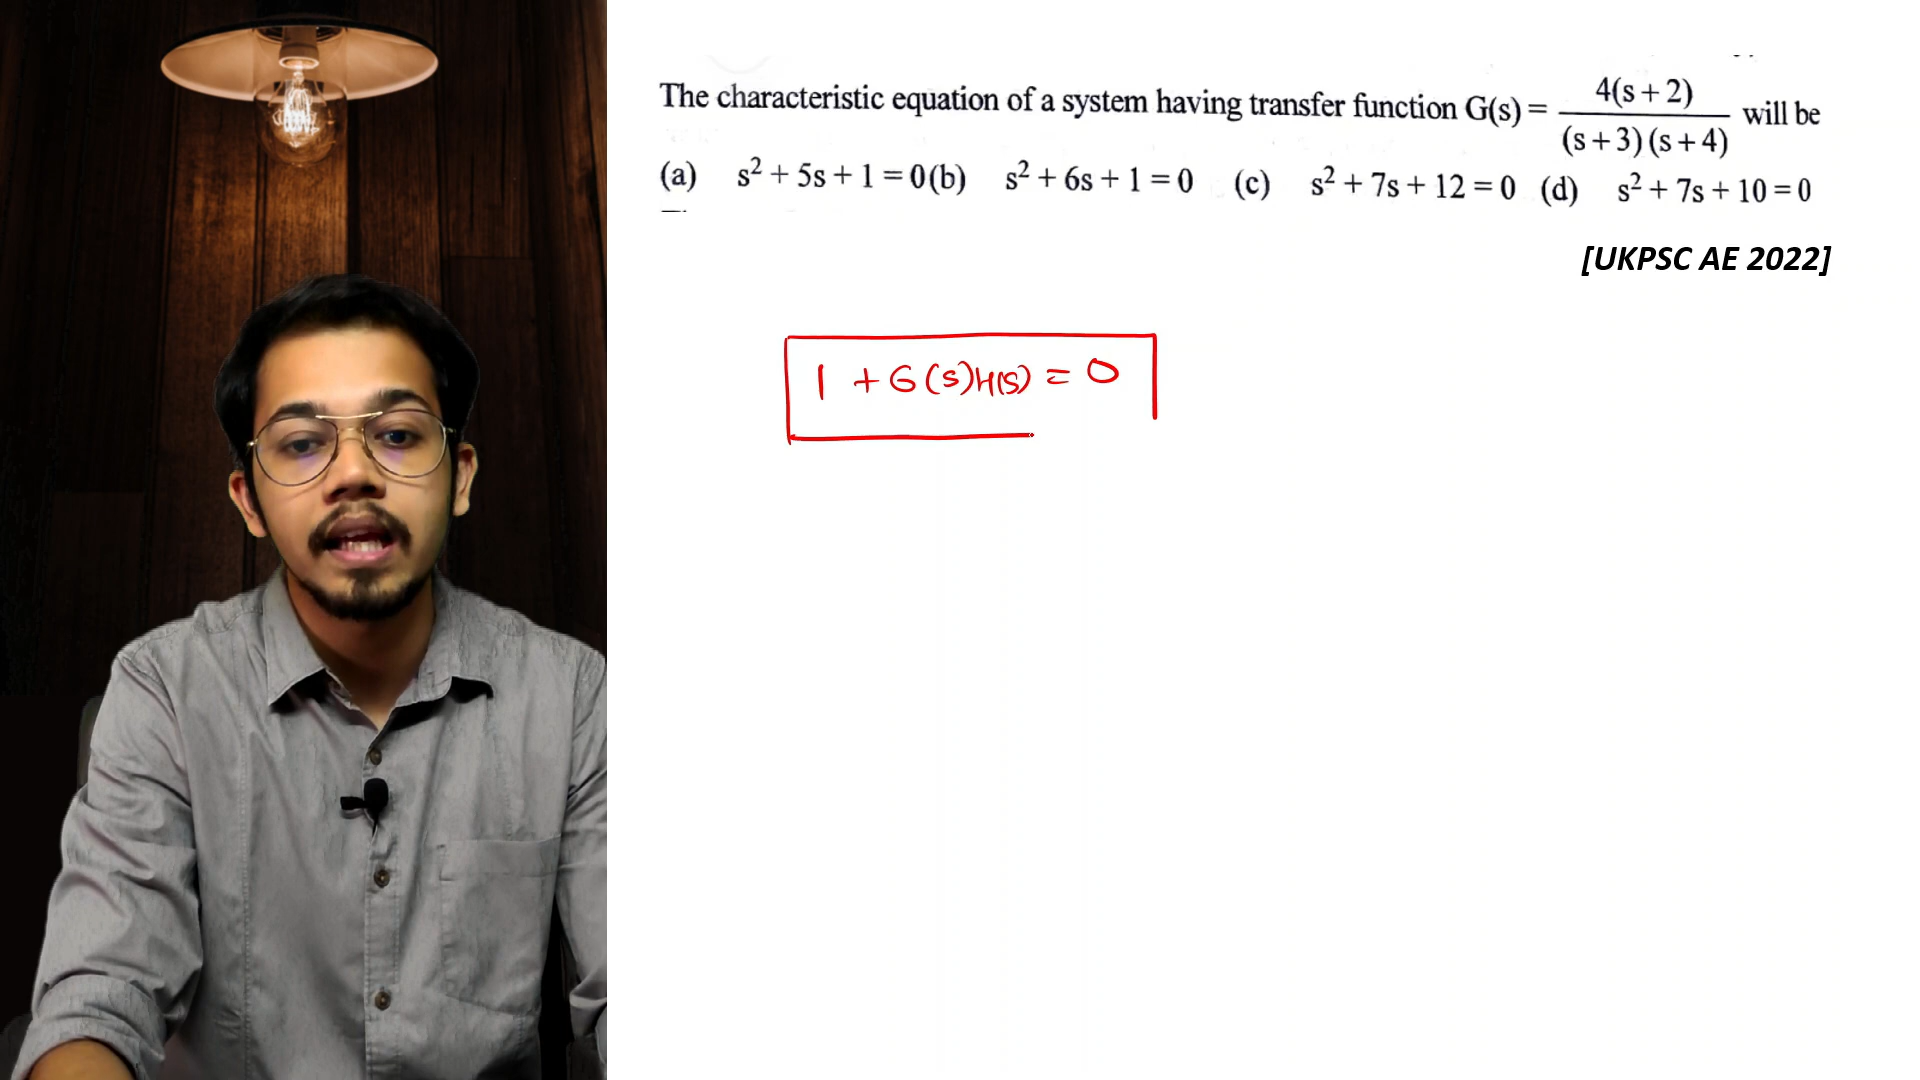 The characteristic equation of a system having transfer function G(s) = 4(s + 2) / (s + 3) (s + 4) will be
(a) s² + 5s + 1 = 0 (b) s² + 6s + 1 = 0 (c) s² + 7s + 12 = 0 (d) s² + 7s + 10 = 0
[UKPSC AE 2022]
1 + G(s)H(s) = 0